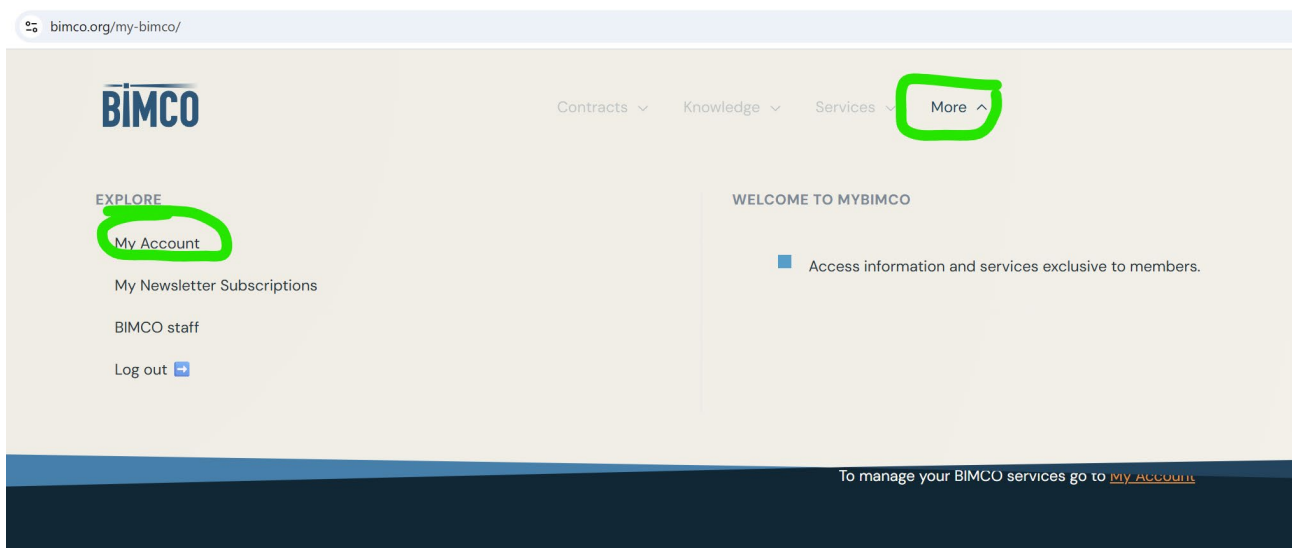 bimco.org/my-bimco/
BIMCO
Contracts Knowledge Services More
EXPLORE
My Account
My Newsletter Subscriptions
BIMCO staff
Log out
WELCOME TO MYBIMCO
Access information and services exclusive to members.
To manage your BIMCO services go to My Account